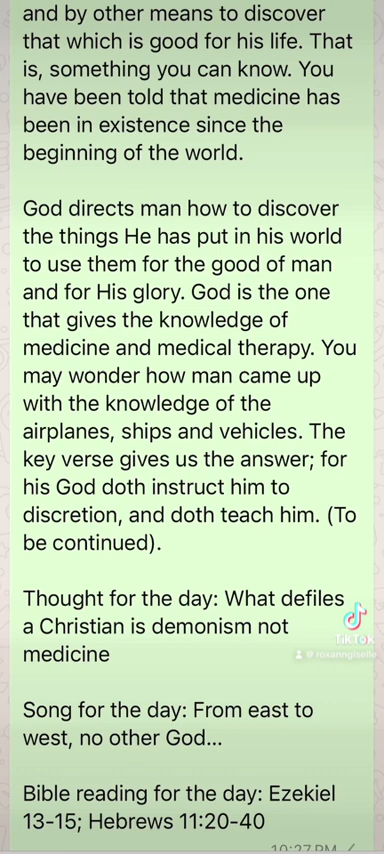 and by other means to discover
that which is good for his life. That
is, something you can know. You
have been told that medicine has
been in existence since the
beginning of the world.
God directs man how to discover
the things He has put in his world
to use them for the good of man
and for His glory. God is the one
that gives the knowledge of
medicine and medical therapy. You
may wonder how man came up
with the knowledge of the
airplanes, ships and vehicles. The
key verse gives us the answer; for
his God doth instruct him to
discretion, and doth teach him. (To
be continued).
Thought for the day: What defiles
a Christian is demonism not
medicine
TikTok
@roxanngiselle
Song for the day: From east to
west, no other God...
Bible reading for the day: Ezekiel
13-15; Hebrews 11:20-40
10:27 PM